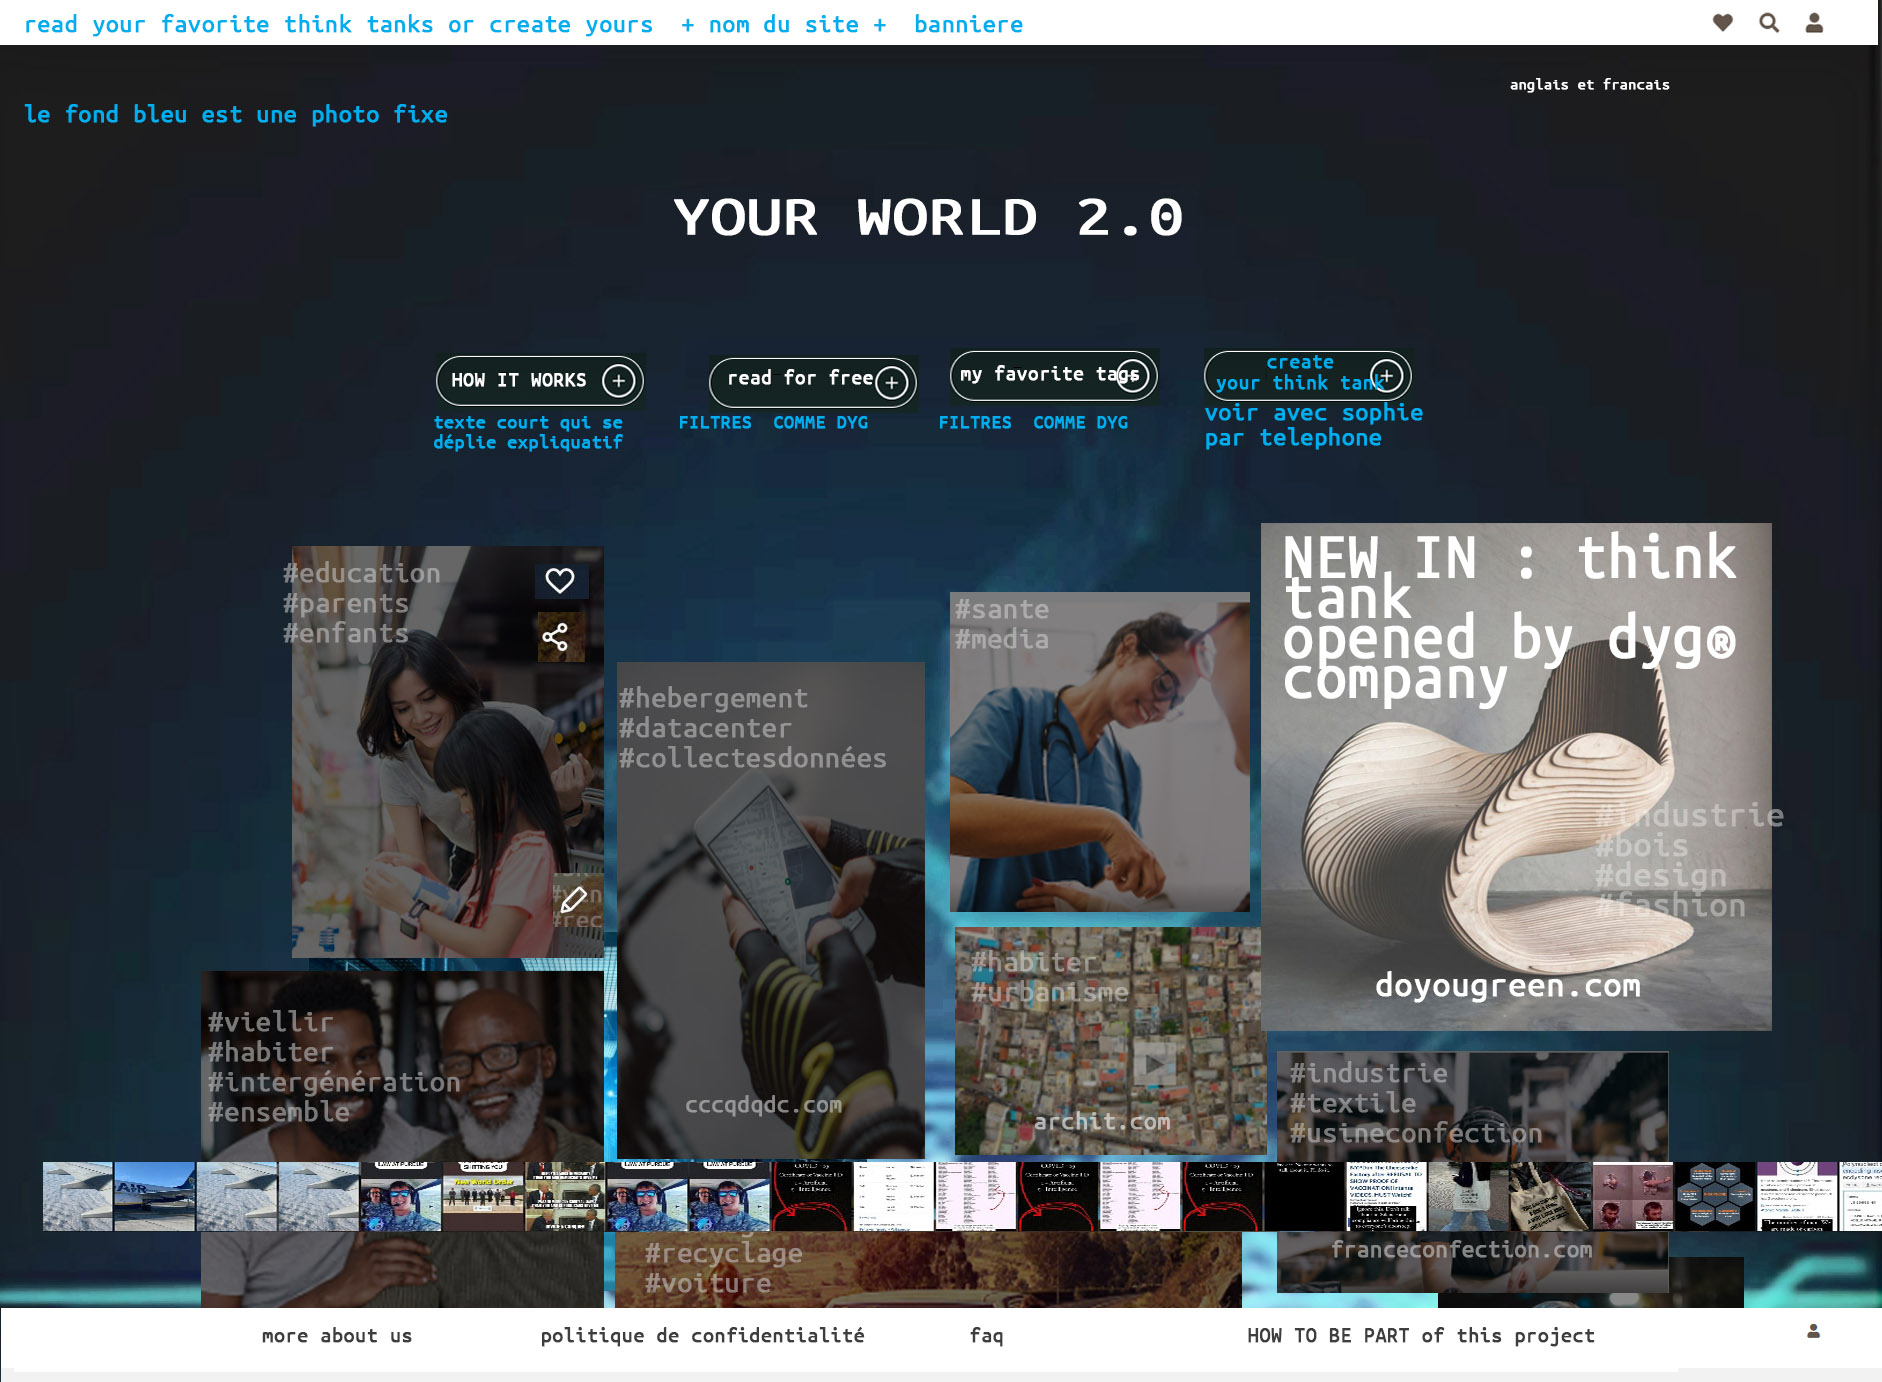 read your favorite think tanks or create yours + nom du site + banniere
anglais et francais
le fond bleu est une photo fixe
YOUR WORLD 2.0
HOW IT WORKS
read for free
my favorite tags
create
your think tank
texte court qui se
déplie expliquatif
FILTRES COMME DYG
FILTRES COMME DYG
voir avec sophie
par telephone
#education
#parents
#enfants
#hebergement
#datacenter
#collectesdonnées
cccqdqdc.com
#sante
#media
NEW IN : think
tank
opened by dyg®
company
#industrie
#bois
#design
#fashion
doyougreen.com
#habiter
#urbanisme
archit.com
#viellir
#habiter
#intergénération
#ensemble
#industrie
#textile
#usineconfection
franceconfection.com
#recyclage
#voiture
more about us
politique de confidentialité
faq
HOW TO BE PART of this project